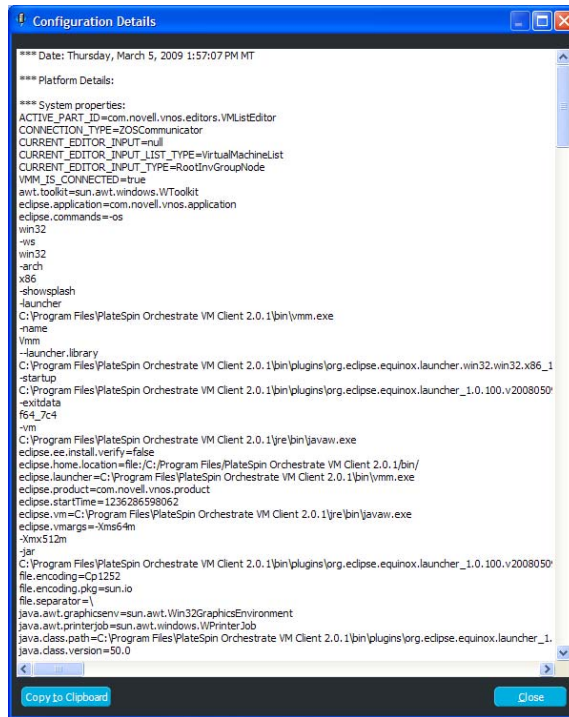 Configuration Details
*** Date: Thursday, March 5, 2009 1:57:07 PM MT
*** Platform Details:
*** System properties:
ACTIVE_PART_ID=com.novell.vnos.editors.VMListEditor
CONNECTION_TYPE=ZOSCommunicator
CURRENT_EDITOR_INPUT=null
CURRENT_EDITOR_INPUT_LIST_TYPE=VirtualMachineList
CURRENT_EDITOR_INPUT_TYPE=RootInvGroupNode
VMM_IS_CONNECTED=true
awt.toolkit=sun.awt.windows.WToolkit
eclipse.application=com.novell.vnos.application
eclipse.commands=-os
win32
-ws
win32
-arch
x86
-showsplash
-launcher
C:\Program Files\PlateSpin Orchestrate VM Client 2.0.1\bin\vmm.exe
-name
Vmm
--launcher.library
C:\Program Files\PlateSpin Orchestrate VM Client 2.0.1\bin\plugins\org.eclipse.equinox.launcher.win32.win32.x86_1
-startup
C:\Program Files\PlateSpin Orchestrate VM Client 2.0.1\bin\plugins\org.eclipse.equinox.launcher_1.0.100.v2008050
-exitdata
f64_7c4
-vm
C:\Program Files\PlateSpin Orchestrate VM Client 2.0.1\jre\bin\javaw.exe
eclipse.ee.install.verify=false
eclipse.home.location=file:/C:/Program Files/PlateSpin Orchestrate VM Client 2.0.1/bin/
eclipse.launcher=C:\Program Files\PlateSpin Orchestrate VM Client 2.0.1\bin\vmm.exe
eclipse.product=com.novell.vnos.product
eclipse.startTime=1236286598062
eclipse.vm=C:\Program Files\PlateSpin Orchestrate VM Client 2.0.1\jre\bin\javaw.exe
eclipse.vmargs=-Xms64m
-Xmx512m
-jar
C:\Program Files\PlateSpin Orchestrate VM Client 2.0.1\bin\plugins\org.eclipse.equinox.launcher_1.0.100.v2008050
file.encoding=Cp1252
file.encoding.pkg=sun.io
file.separator=\
java.awt.graphicsenv=sun.awt.Win32GraphicsEnvironment
java.awt.printerjob=sun.awt.windows.WPrinterJob
java.class.path=C:\Program Files\PlateSpin Orchestrate VM Client 2.0.1\bin\plugins\org.eclipse.equinox.launcher_1.
java.class.version=50.0
Copy to Clipboard
Close